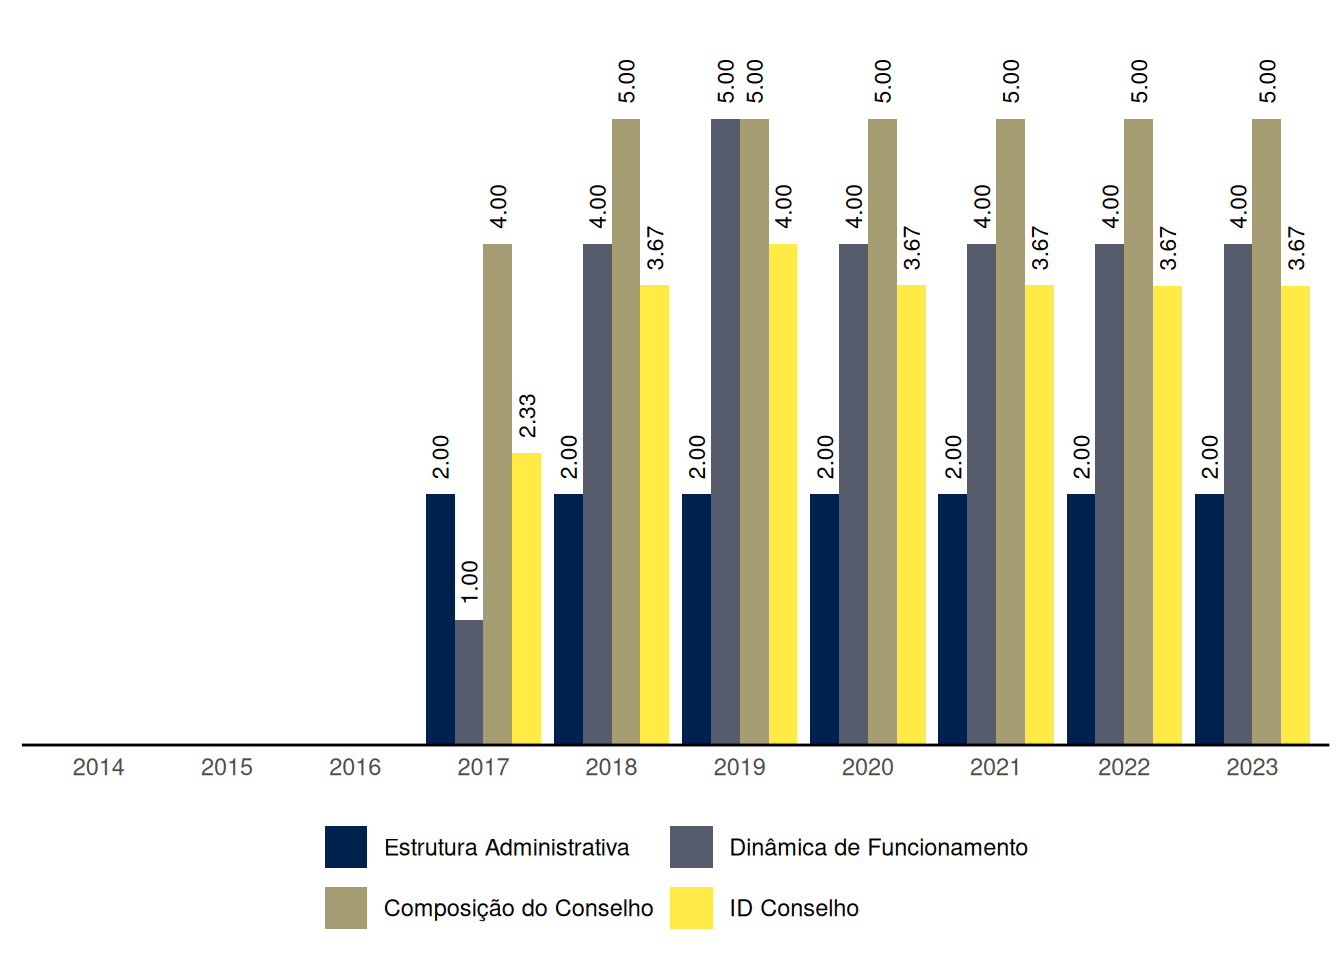 5.00 5.00 5.00 5.00 5.00 5.00 5.00
4.00 4.00 4.00 4.00 4.00 4.00 4.00
3.67 3.67 3.67 3.67 3.67
2.33
2.00 2.00 2.00 2.00 2.00 2.00 2.00
1.00
2014 2015 2016 2017 2018 2019 2020 2021 2022 2023
Estrutura Administrativa Dinâmica de Funcionamento
Composição do Conselho ID Conselho